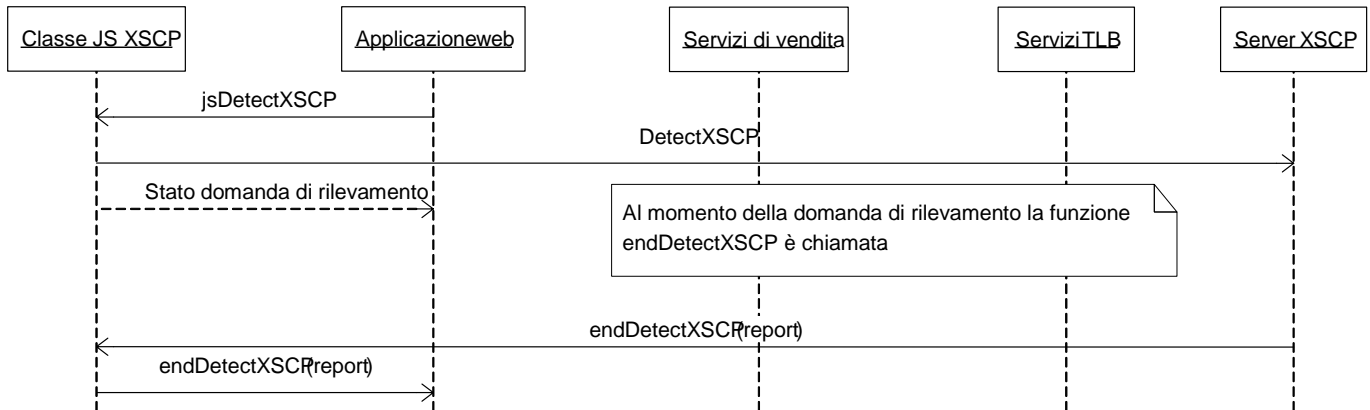 Classe JS XSCP
Applicazioneweb
Servizi di vendita
Servizi TLB
Server XSCP
jsDetectXSCP
DetectXSCP
Stato domanda di rilevamento
Al momento della domanda di rilevamento la funzione
endDetectXSCP è chiamata
endDetectXSCP(report)
endDetectXSCP(report)